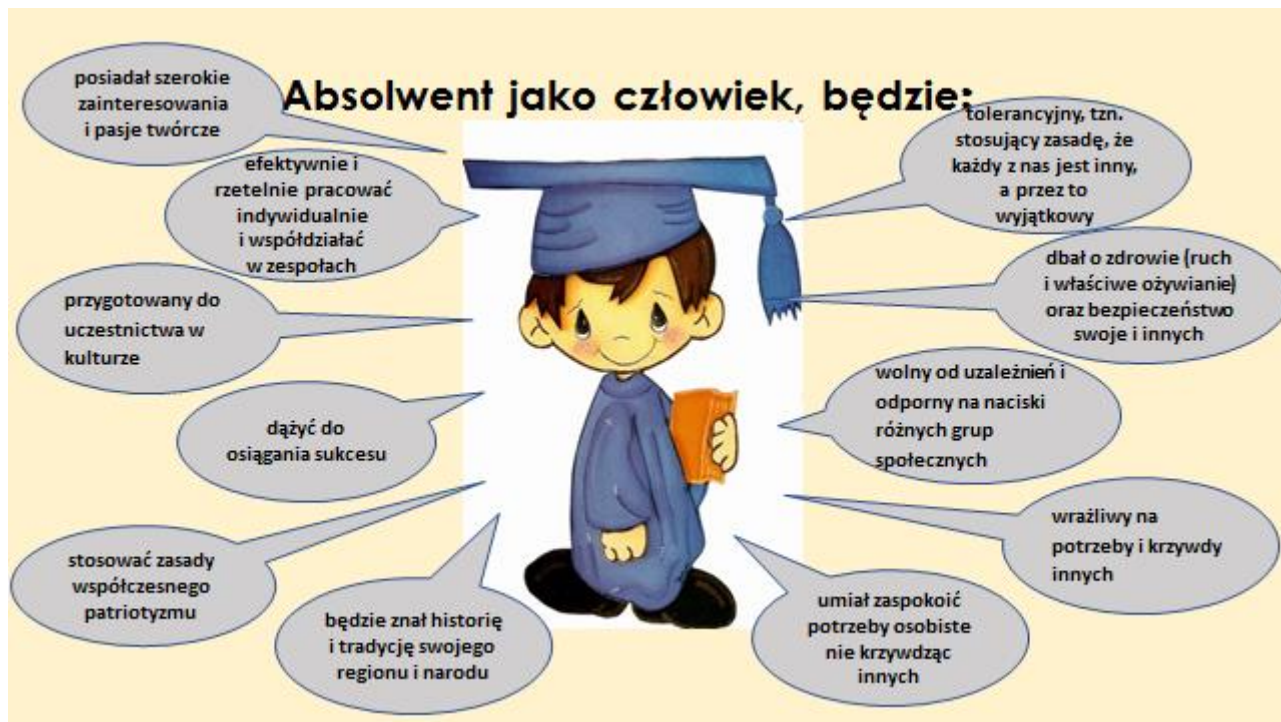 Absolwent jako człowiek, będzie:
posiadał szerokie
zainteresowania
i pasje twórcze
efektywnie i
rzetelnie pracować
indywidualnie
i współdziałać
w zespołach
przygotowany do
uczestnictwa w
kulturze
dążyć do
osiągania sukcesu
stosować zasady
współczesnego
patriotyzmu
będzie znał historię
i tradycję swojego
regionu i narodu
tolerancyjny, tzn.
stosujący zasadę, że
każdy z nas jest inny,
a przez to
wyjątkowy
dbał o zdrowie (ruch
i właściwe ożywianie)
oraz bezpieczeństwo
swoje i innych
wolny od uzależnień i
odporny na naciski
różnych grup
społecznych
wrażliwy na
potrzeby i krzywdy
innych
umiał zaspokoić
potrzeby osobiste
nie krzywdząc
innych